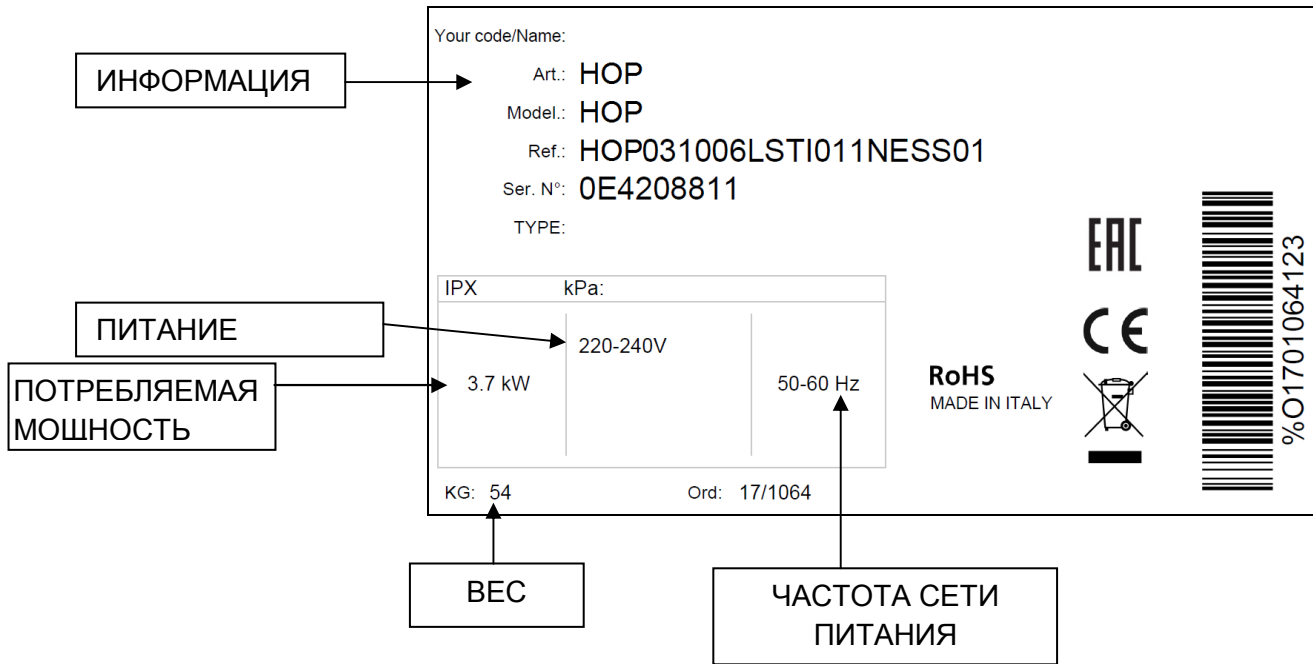 Your code/Name:
ИНФОРМАЦИЯ
Art.: HOP
Model.: HOP
Ref.: HOP031006LSTI011NESS01
Ser. N°: 0E4208811
TYPE:
IPX kPa:
ПИТАНИЕ
220-240V
ПОТРЕБЛЯЕМАЯ
МОЩНОСТЬ
3.7 kW
50-60 Hz
RoHS
MADE IN ITALY
EAC
CE
%O1701064123
KG: 54 Ord: 17/1064
ВЕС
ЧАСТОТА СЕТИ
ПИТАНИЯ